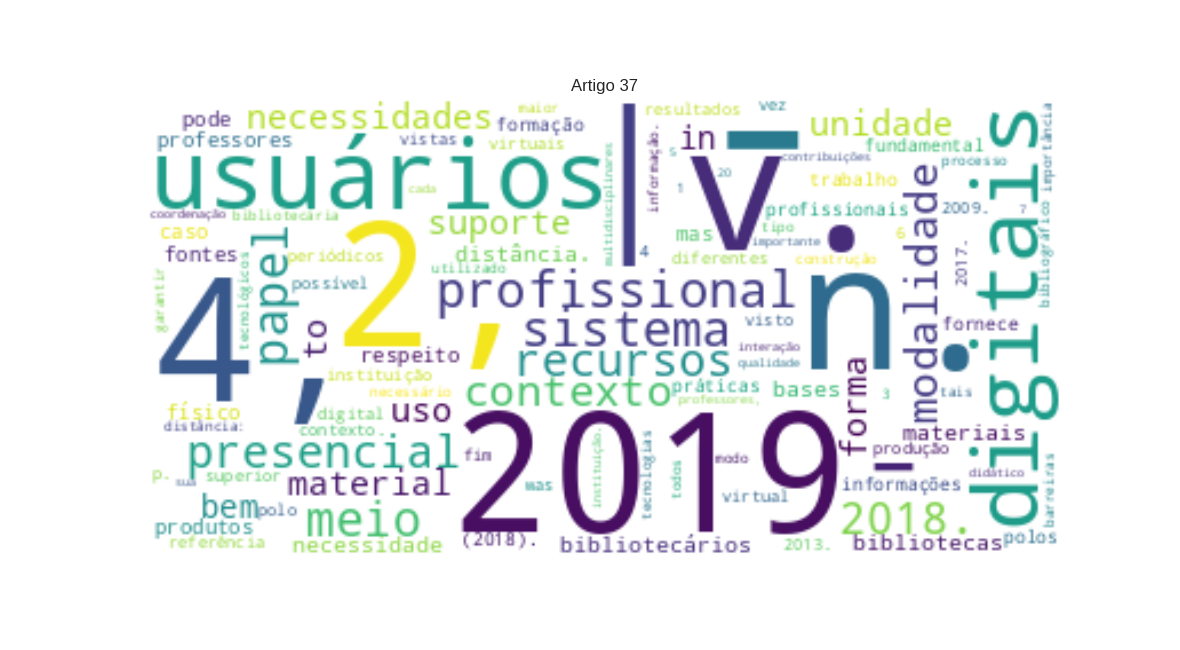 Artigo 37
pode
necessidades
maior
formação
professores
vistas
virtuais
usuários
cada
multidisciplinares
|
resultados
vez
in
–
unidade
fundamental
informação.
5
20
1
contribuições
processo
importância
v.
trabalho
coordenação
bibliotecária
caso
fontes
periódicos
suporte
distância.
utilizado
4
mas
profissionais
tipo
importante
diferentes
construção
6
2009.
7
2017.
bibliográfico
modalidade
digitais
garantir
tecnológicos
papel
possível
to
4,
2,
profissional
sistema
visto
n.
fornece
respeito
recursos
interação
qualidade
instituição
necessário
contexto
práticas
professores,
bases
3
tais
forma
físico
distância:
digital
contexto.
uso
presencial
fim
2019.
instituição.
tecnologias
todos
modo
-
materiais
produção
didático
p.
sua
superior
material
was
virtual
informações
barreiras
bem
polo
meio
produtos
2018.
referência
necessidade
(2018).
bibliotecários
2013.
bibliotecas
polos